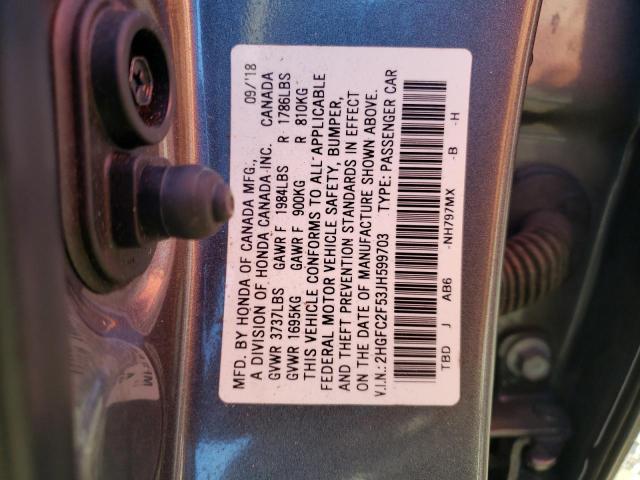 MFD. BY HONDA OF CANADA MFG., 09/'18
A DIVISION OF HONDA CANADA INC. CANADA
GVWR 3737LBS GAWR F 1984LBS R 1786LBS
GVWR 1695KG GAWR F 900KG R 810KG
THIS VEHICLE CONFORMS TO ALL APPLICABLE
FEDERAL MOTOR VEHICLE SAFETY, BUMPER,
AND THEFT PREVENTION STANDARDS IN EFFECT
ON THE DATE OF MANUFACTURE SHOWN ABOVE.
V.I.N.: 2HGFC2F53JH599703 TYPE: PASSENGER CAR
TBD J AB6 -NH797MX -B -H